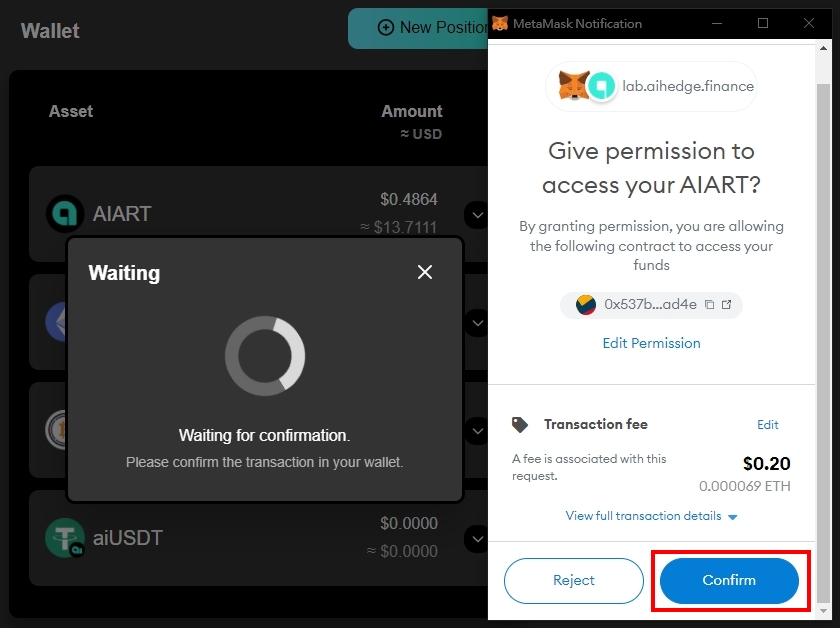 Wallet
New Position
Asset
Amount
≈ USD
AIART
$0.4864
≈ $13.7111
Waiting
Waiting for confirmation.
Please confirm the transaction in your wallet.
aiUSDT
$0.0000
≈ $0.0000
MetaMask Notification
lab.aihedge.finance
Give permission to
access your AIART?
By granting permission, you are allowing
the following contract to access your
funds
0x537b...ad4e
Edit Permission
Transaction fee
Edit
A fee is associated with this
request.
$0.20
0.000069 ETH
View full transaction details
Reject
Confirm